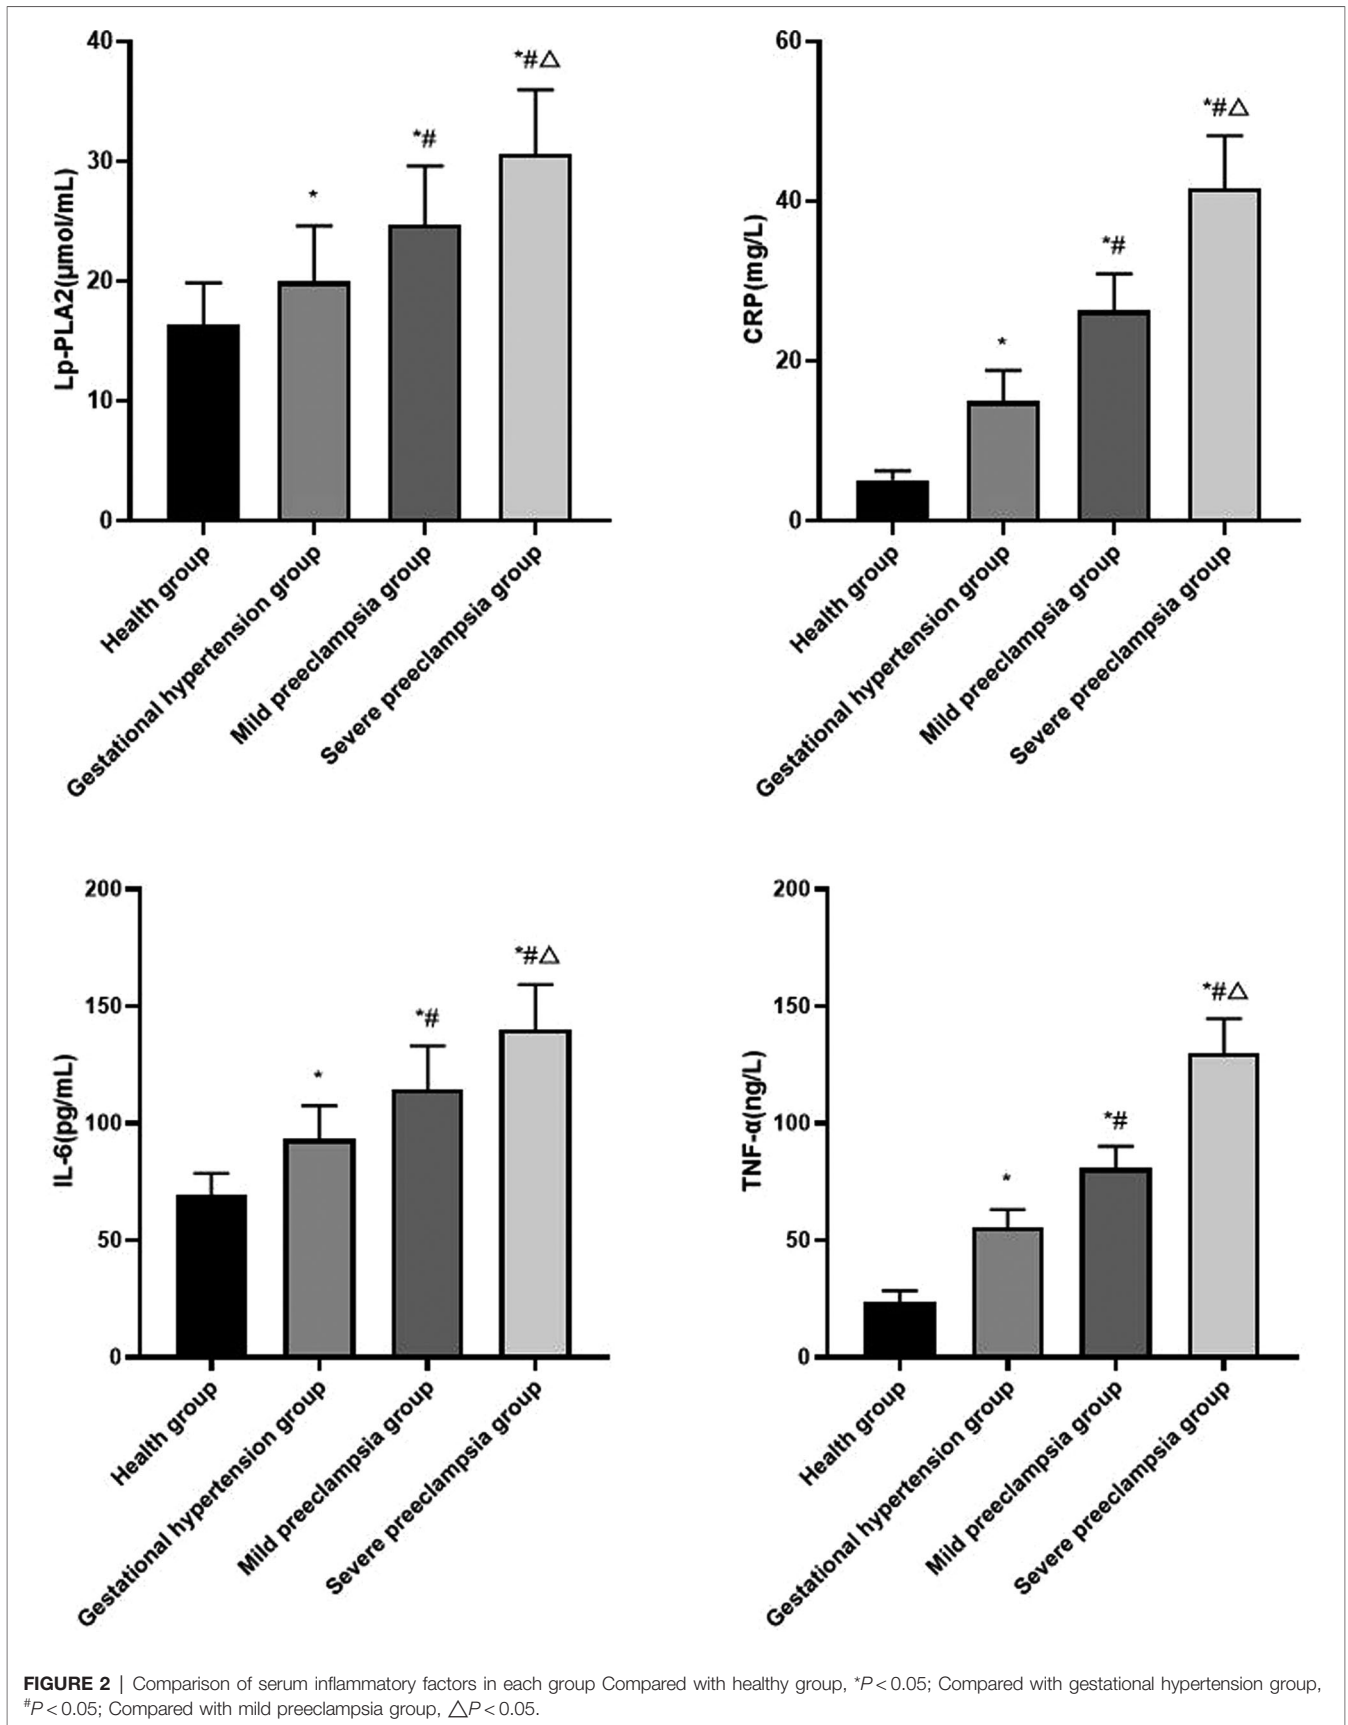 40
30
20
10
0
Lp-PLA2(μmol/mL)
*
*#
*#△
Health group
Gestational hypertension group
Mild preeclampsia group
Severe preeclampsia group
60
40
20
0
CRP(mg/L)
*
*#
*#△
Health group
Gestational hypertension group
Mild preeclampsia group
Severe preeclampsia group
200
150
100
50
0
IL-6(pg/mL)
*
*#
*#△
Health group
Gestational hypertension group
Mild preeclampsia group
Severe preeclampsia group
200
150
100
50
0
TNF-α(ng/L)
*
*#
*#△
Health group
Gestational hypertension group
Mild preeclampsia group
Severe preeclampsia group
FIGURE 2 | Comparison of serum inflammatory factors in each group Compared with healthy group, *P < 0.05; Compared with gestational hypertension group,
#P < 0.05; Compared with mild preeclampsia group, △P < 0.05.